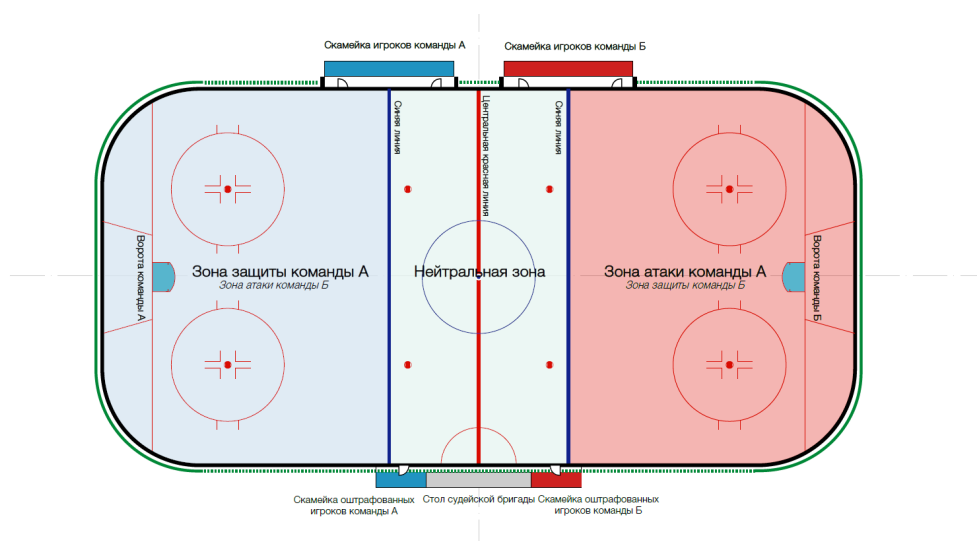 Скамейка игроков команды А
Скамейка игроков команды Б
Синяя линия
Центральная красная линия
Синяя линия
Ворота команды А
Зона защиты команды А
Зона атаки команды Б
Нейтральная зона
Зона атаки команды А
Зона защиты команды Б
Ворота команды Б
Скамейка оштрафованных
игроков команды А
Стол судейской бригады
Скамейка оштрафованных
игроков команды Б